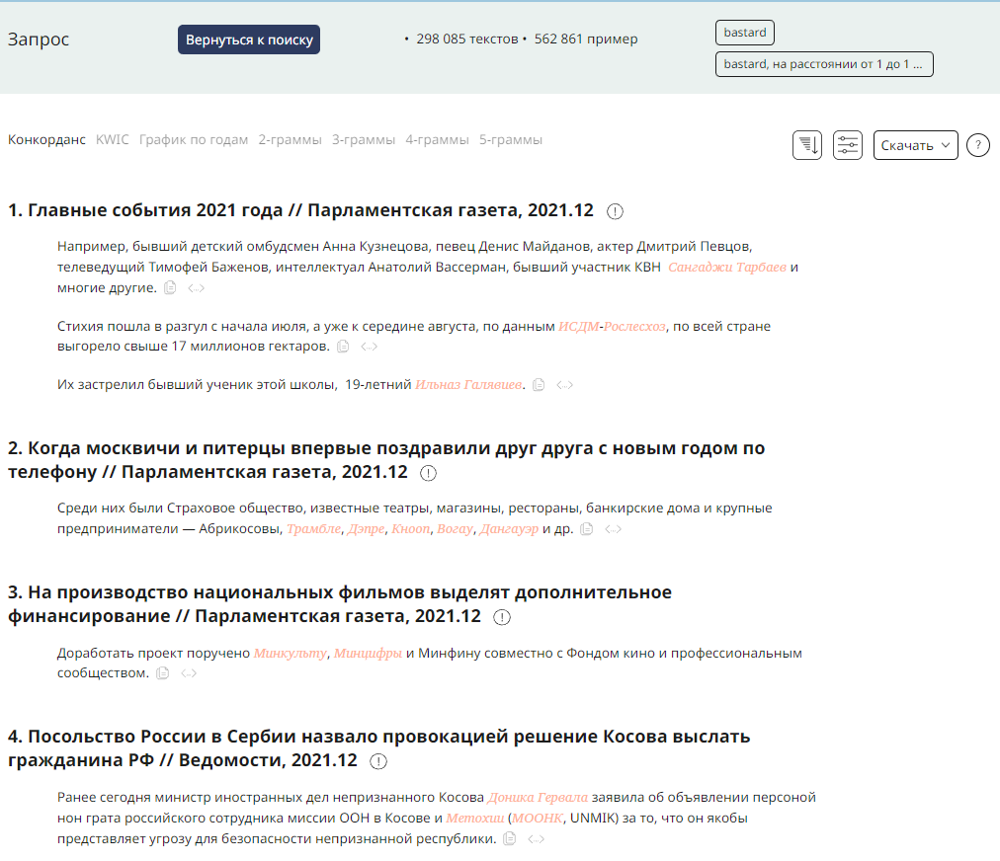 Запрос
Вернуться к поиску
• 298 085 текстов • 562 861 пример
bastard
bastard, на расстоянии от 1 до 1 ...
Конкорданс KWIC График по годам 2-граммы 3-граммы 4-граммы 5-граммы
Скачать
?
1. Главные события 2021 года // Парламентская газета, 2021.12
Например, бывший детский омбудсмен Анна Кузнецова, певец Денис Майданов, актер Дмитрий Певцов,
телеведущий Тимофей Баженов, интеллектуал Анатолий Вассерман, бывший участник КВН Сангаджи Тарбаев и
многие другие. <...>
Стихия пошла в разгул с начала июля, а уже к середине августа, по данным ИСДМ-Рослесхоз, по всей стране
выгорело свыше 17 миллионов гектаров. <...>
Их застрелил бывший ученик этой школы, 19-летний Ильназ Галявиев. <...>
2. Когда москвичи и питерцы впервые поздравили друг друга с новым годом по
телефону // Парламентская газета, 2021.12
Среди них были Страховое общество, известные театры, магазины, рестораны, банкирские дома и крупные
предприниматели — Абрикосовы, Трамбле, Дэпре, Кнооп, Вогау, Дангауэр и др. <...>
3. На производство национальных фильмов выделят дополнительное
финансирование // Парламентская газета, 2021.12
Доработать проект поручено Минкульту, Минцифры и Минфину совместно с Фондом кино и профессиональным
сообществом. <...>
4. Посольство России в Сербии назвало провокацией решение Косова выслать
гражданина РФ // Ведомости, 2021.12
Ранее сегодня министр иностранных дел непризнанного Косова Доника Гервала заявила об объявлении персоной
нон грата российского сотрудника миссии ООН в Косове и Метохии (МООНК, UNMIK) за то, что он якобы
представляет угрозу для безопасности непризнанной республики. <...>